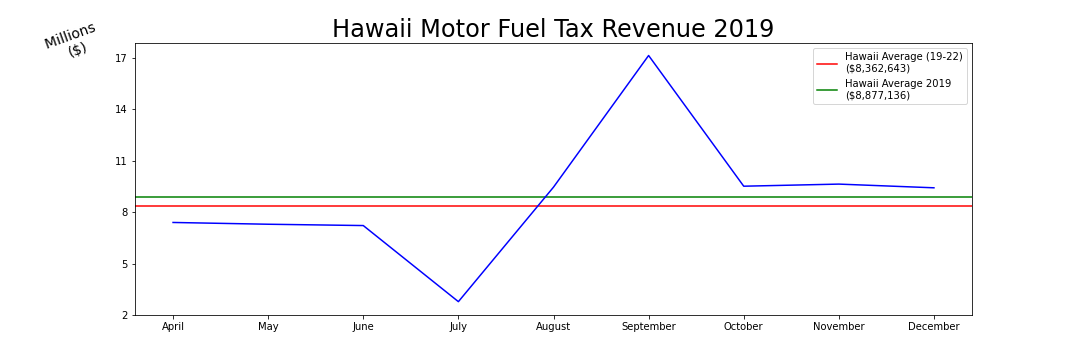 Hawaii Motor Fuel Tax Revenue 2019
Millions
($)
Hawaii Average (19-22)
($8,362,643)
Hawaii Average 2019
($8,877,136)
17
14
11
8
5
2
April May June July August September October November December